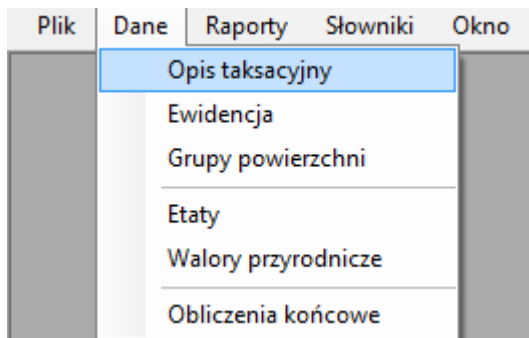 Plik Dane Raporty Słowniki Okno
Opis taksacyjny
Ewidencja
Grupy powierzchni
Etaty
Walory przyrodnicze
Obliczenia końcowe